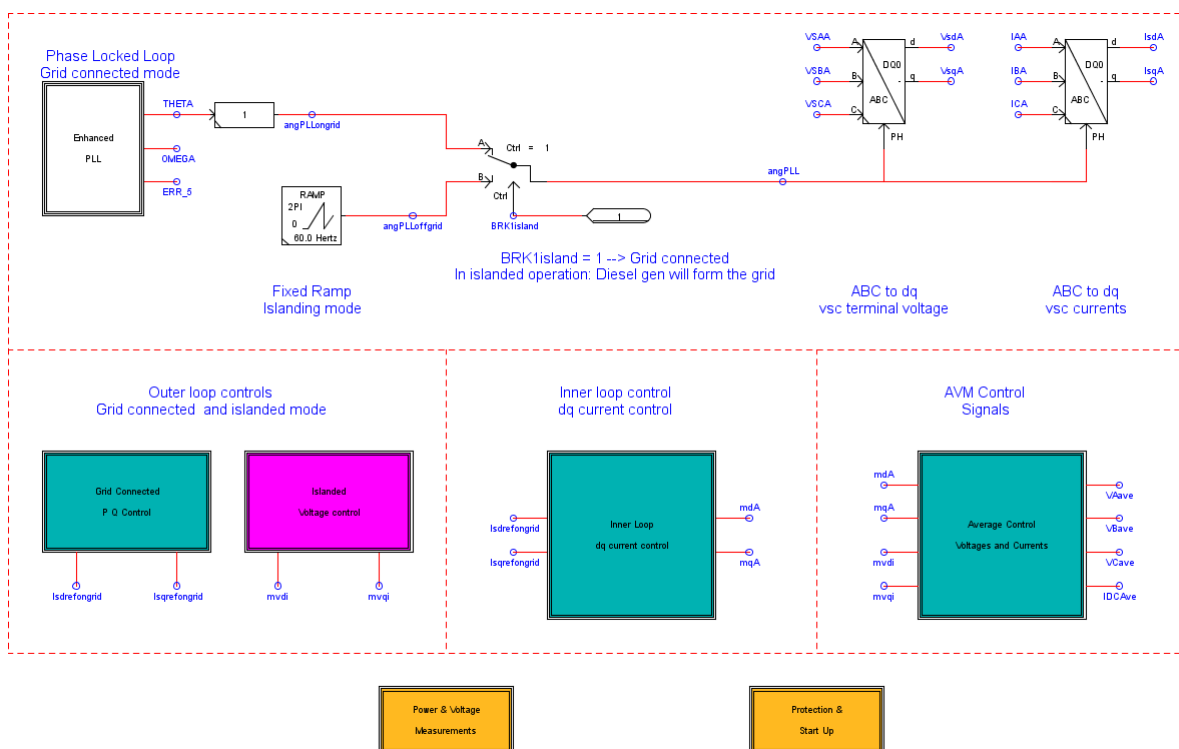 Phase Locked Loop
Grid connected mode
Enhanced
PLL
THETA
OMEGA
ERR_5
1
angPLLongrid
RAMP
2PI
0
60.0 Hertz
angPLLoffgrid
A
B
Ctrl = 1
Ctrl
BRK1island
1
angPLL
BRK1island = 1 --> Grid connected
In islanded operation: Diesel gen will form the grid
Fixed Ramp
Islanding mode
VSAA
VSBA
VSCA
A
B
C
DQ0
ABC
d
q
PH
VsdA
VsqA
IAA
IBA
ICA
A
B
C
DQ0
ABC
d
q
PH
IsdA
IsqA
ABC to dq
vsc terminal voltage
ABC to dq
vsc currents
Outer loop controls
Grid connected and islanded mode
Grid Connected
P Q Control
Isdrefongrid
Isqrefongrid
Islanded
Voltage control
mvdi
mvqi
Inner loop control
dq current control
Isdrefongrid
Isqrefongrid
Inner Loop
dq current control
mdA
mqA
AVM Control
Signals
mdA
mqA
mvdi
mvqi
Average Control
Voltages and Currents
VAave
VBave
VCave
IDCAve
Power & Voltage
Measurements
Protection &
Start Up